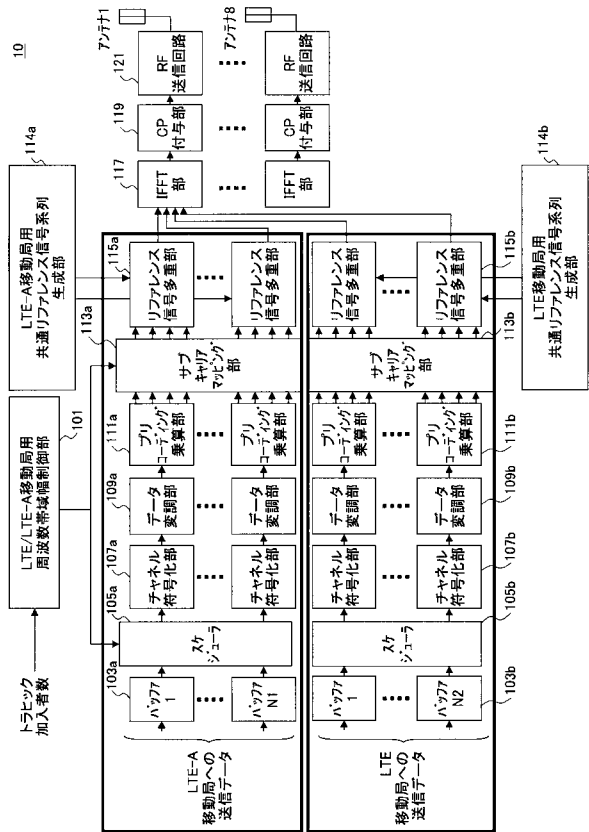 10
トラヒック
加入者数
LTE/LTE-A移動局用
周波数帯域幅制御部
101
LTE-A移動局用
共通リファレンス信号系列
生成部
114a
LTE-A
移動局への
送信データ
103a
バッファ
1
バッファ
N1
105a
スケ
ジューラ
107a
チャネル
符号化部
チャネル
符号化部
109a
データ
変調部
データ
変調部
111a
プリ
コーディング
乗算部
プリ
コーディング
乗算部
113a
サブ
キャリア
マッピング
部
115a
リファレンス
信号多重部
リファレンス
信号多重部
117
IFFT
部
IFFT
部
119
CP
付与部
CP
付与部
121
RF
送信回路
RF
送信回路
アンテナ1
アンテナ8
LTE
移動局への
送信データ
バッファ
1
バッファ
N2
103b
スケ
ジューラ
105b
チャネル
符号化部
チャネル
符号化部
107b
データ
変調部
データ
変調部
109b
プリ
コーディング
乗算部
プリ
コーディング
乗算部
111b
サブ
キャリア
マッピング
部
113b
リファレンス
信号多重部
リファレンス
信号多重部
115b
LTE移動局用
共通リファレンス信号系列
生成部
114b